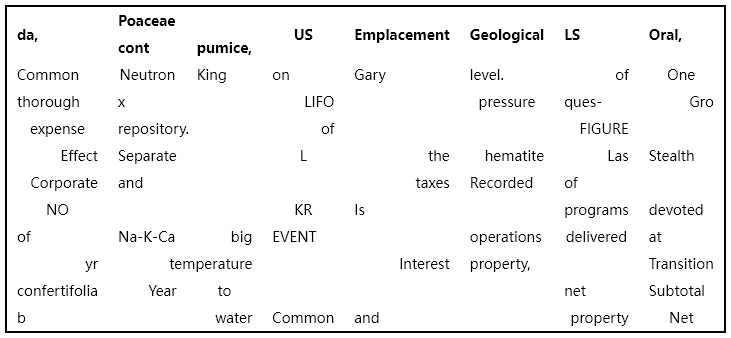 da, Poaceae cont pumice, US Emplacement Geological LS Oral,
Common Neutron King on Gary level. of One
thorough x LIFO pressure ques- Gro
expense repository. of FIGURE
Effect Separate L the hematite Las Stealth
Corporate and taxes Recorded of
NO KR Is programs devoted
of Na-K-Ca big EVENT operations delivered at
yr temperature Interest property, Transition
confertifolia Year to net Subtotal
b water Common and property Net